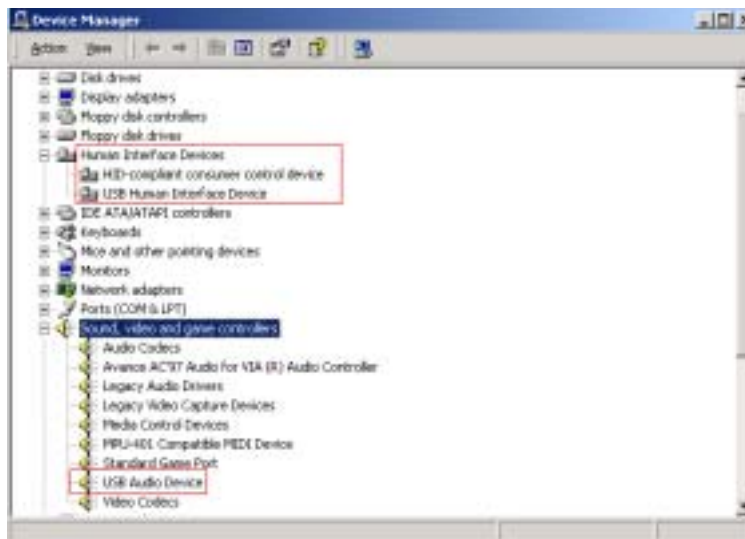 Device Manager
Action View
Disk drives
Display adapters
Floppy disk controllers
Floppy disk drives
Human Interface Devices
HID-compliant consumer control device
USB Human Interface Device
IDE ATA/ATAPI controllers
Keyboards
Mice and other pointing devices
Monitors
Network adapters
Ports (COM & LPT)
Sound, video and game controllers
Audio Codecs
Avance AC'97 Audio for VIA (R) Audio Controller
Legacy Audio Drivers
Legacy Video Capture Devices
Media Control Devices
MPU-401 Compatible MIDI Device
Standard Game Port
USB Audio Device
Video Codecs